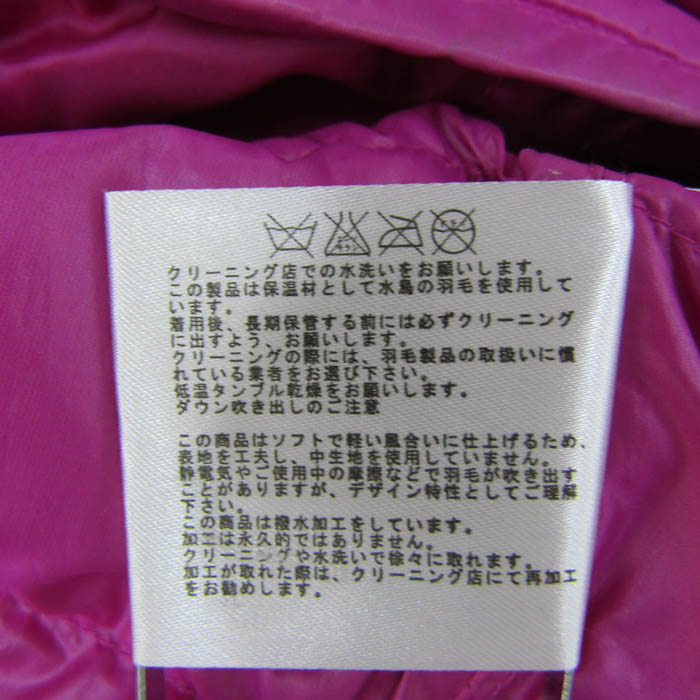 クリーニング店での水洗いをお願いします。
この製品は保温材として水鳥の羽毛を使用して
います。
着用後、長期保管する前には必ずクリーニング
に出すよう、お願いします。
クリーニングの際には、羽毛製品の取扱いに慣
れている業者をお選び下さい。
低温タンブル乾燥をお願いします。
ダウン吹き出しのご注意
この商品はソフトで軽い風合いに仕上げるため、
表地を工夫し、中生地を使用していません。
静電気やご使用中の摩擦などで羽毛が吹き出す
ことがありますが、デザイン特性としてご理解
下さい。
この商品は撥水加工をしています。
加工は永久的ではありません。
クリーニングや水洗いで徐々に取れます。
加工が取れた際は、クリーニング店にて再加工
をお勧めします。